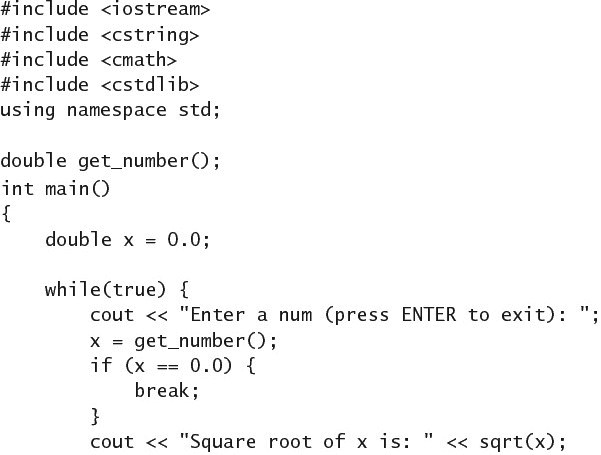 #include <iostream>
#include <cstring>
#include <cmath>
#include <cstdlib>
using namespace std;

double get_number();
int main()
{
    double x = 0.0;

    while(true) {
        cout << "Enter a num (press ENTER to exit): ";
        x = get_number();
        if (x == 0.0) {
            break;
        }
        cout << "Square root of x is: " << sqrt(x);